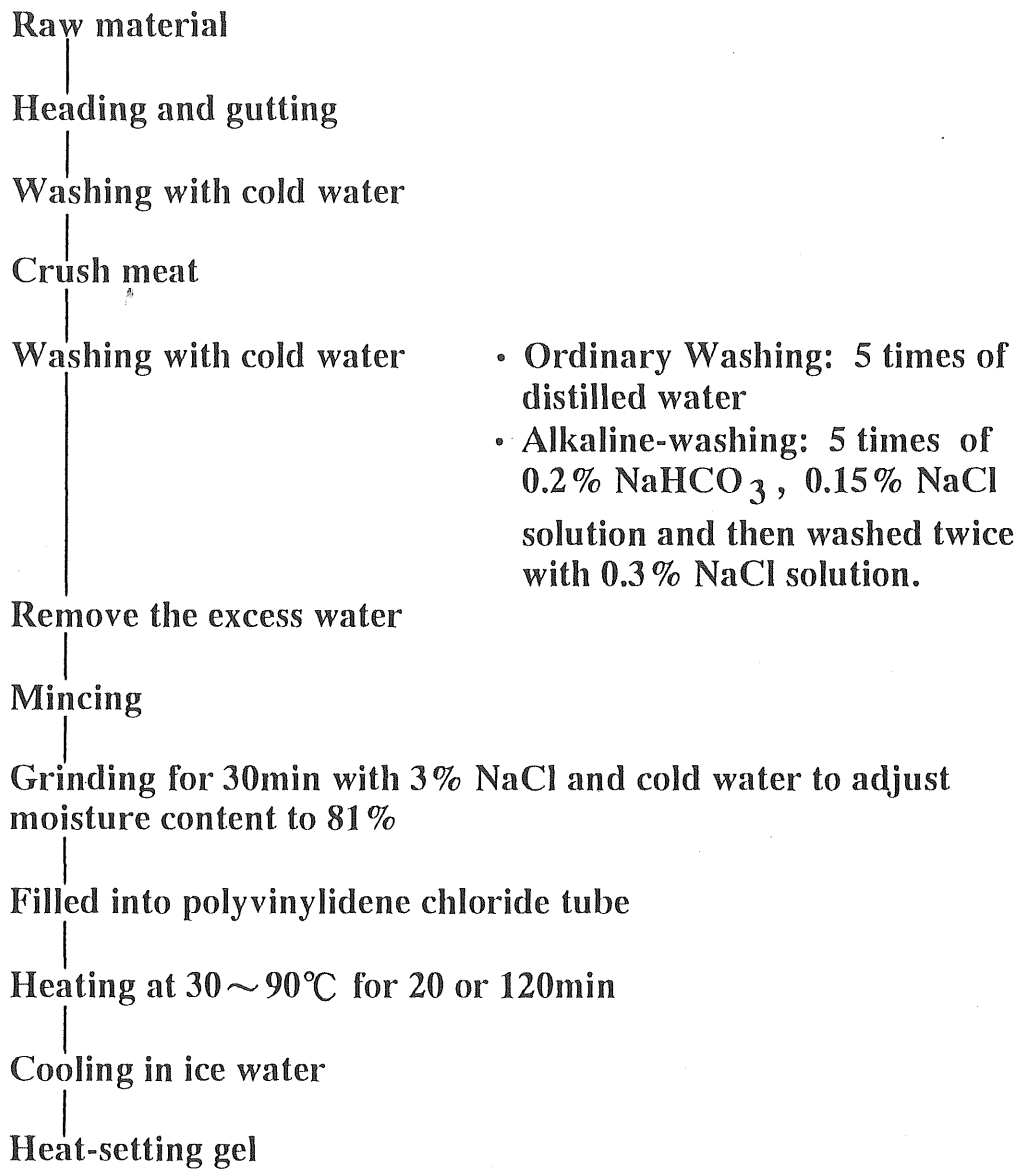 Raw material
Heading and gutting
Washing with cold water
Crush meat
Washing with cold water
• Ordinary Washing: 5 times of
distilled water
• Alkaline-washing: 5 times of
0.2% NaHCO3, 0.15% NaCl
solution and then washed twice
with 0.3% NaCl solution.
Remove the excess water
Mincing
Grinding for 30min with 3% NaCl and cold water to adjust
moisture content to 81%
Filled into polyvinylidene chloride tube
Heating at 30～90℃ for 20 or 120min
Cooling in ice water
Heat-setting gel